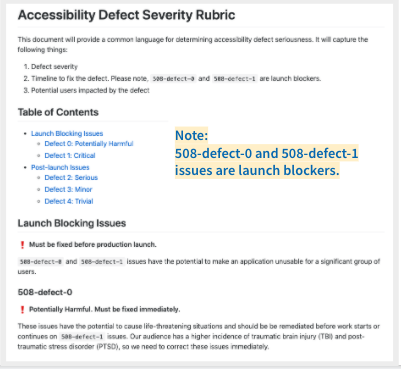 Accessibility Defect Severity Rubric
This document will provide a common language for determining accessibility defect seriousness. It will capture the
following things:
1. Defect severity
2. Timeline to fix the defect. Please note, 508-defect-0 and 508-defect-1 are launch blockers.
3. Potential users impacted by the defect
Table of Contents
• Launch Blocking Issues
• Defect 0: Potentially Harmful
• Defect 1: Critical
• Post-launch Issues
• Defect 2: Serious
• Defect 3: Minor
• Defect 4: Trivial
Note:
508-defect-0 and 508-defect-1
issues are launch blockers.
Launch Blocking Issues
❗ Must be fixed before production launch.
508-defect-0 and 508-defect-1 issues have the potential to make an application unusable for a significant group of
users.
508-defect-0
❗ Potentially Harmful. Must be fixed immediately.
These issues have the potential to cause life-threatening situations and should be be remediated before work starts or
continues on 508-defect-1 issues. Our audience has a higher incidence of traumatic brain injury (TBI) and post-
traumatic stress disorder (PTSD), so we need to correct these issues immediately.